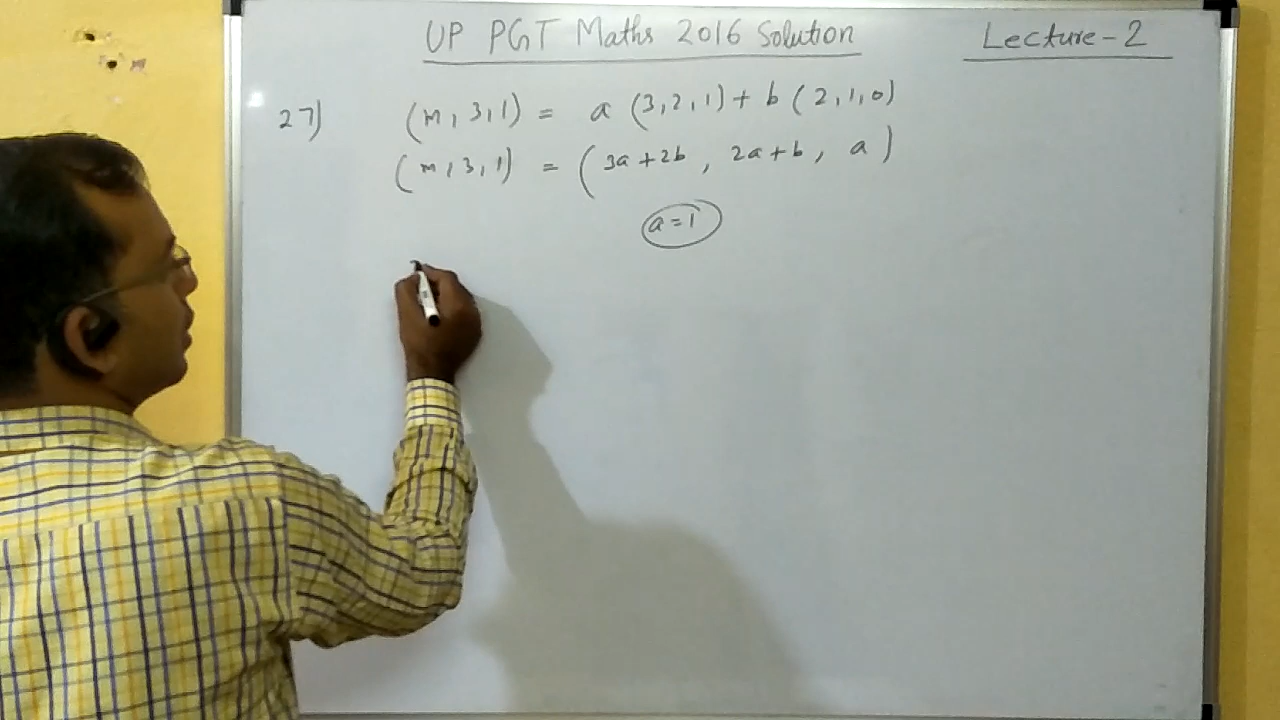 UP PGT Maths 2016 Solution
Lecture-2
27) (m, 3, 1) = a (3, 2, 1) + b (2, 1, 0)
(m, 3, 1) = (3a + 2b, 2a + b, a)
a = 1